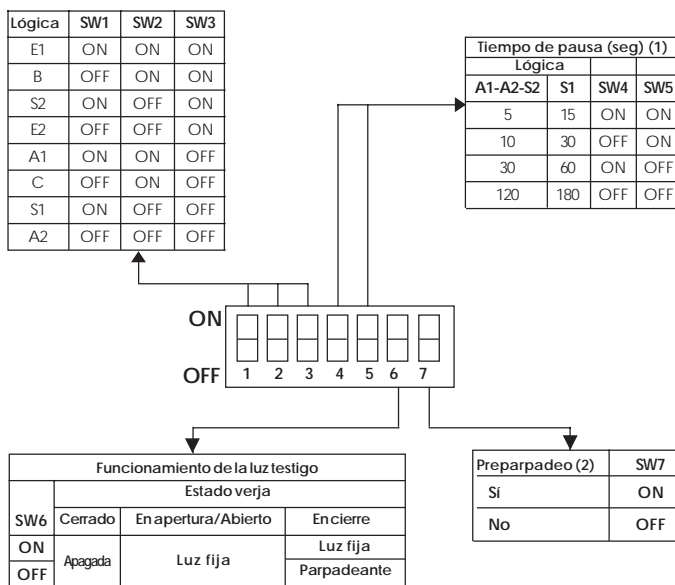 Lógica SW1 SW2 SW3
E1 ON ON ON
B OFF ON ON
S2 ON OFF ON
E2 OFF OFF ON
A1 ON ON OFF
C OFF ON OFF
S1 ON OFF OFF
A2 OFF OFF OFF
Tiempo de pausa (seg) (1)
Lógica
A1-A2-S2 S1 SW4 SW5
5 15 ON ON
10 30 OFF ON
30 60 ON OFF
120 180 OFF OFF
ON
OFF 1 2 3 4 5 6 7
Funcionamiento de la luz testigo
Estado verja
SW6 Cerrado En apertura/Abierto En cierre
ON Apagada Luz fija Luz fija
OFF Parpadeante
Preparpadeo (2) SW7
Sí ON
No OFF